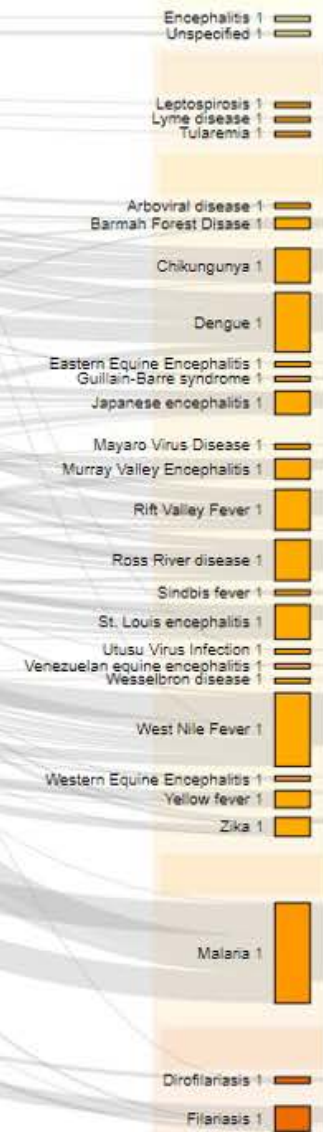 Encephalitis 1
Unspecified 1
Leptospirosis 1
Lyme disease 1
Tularemia 1
Arboviral disease 1
Barmah Forest Disase 1
Chikungunya 1
Dengue 1
Eastern Equine Encephalitis 1
Guillain-Barre syndrome 1
Japanese encephalitis 1
Mayaro Virus Disease 1
Murray Valley Encephalitis 1
Rift Valley Fever 1
Ross River disease 1
Sindbis fever 1
St. Louis encephalitis 1
Utusu Virus Infection 1
Venezuelan equine encephalitis 1
Wesselbron disease 1
West Nile Fever 1
Western Equine Encephalitis 1
Yellow fever 1
Zika 1
Malaria 1
Dirofilariasis 1
Filariasis 1